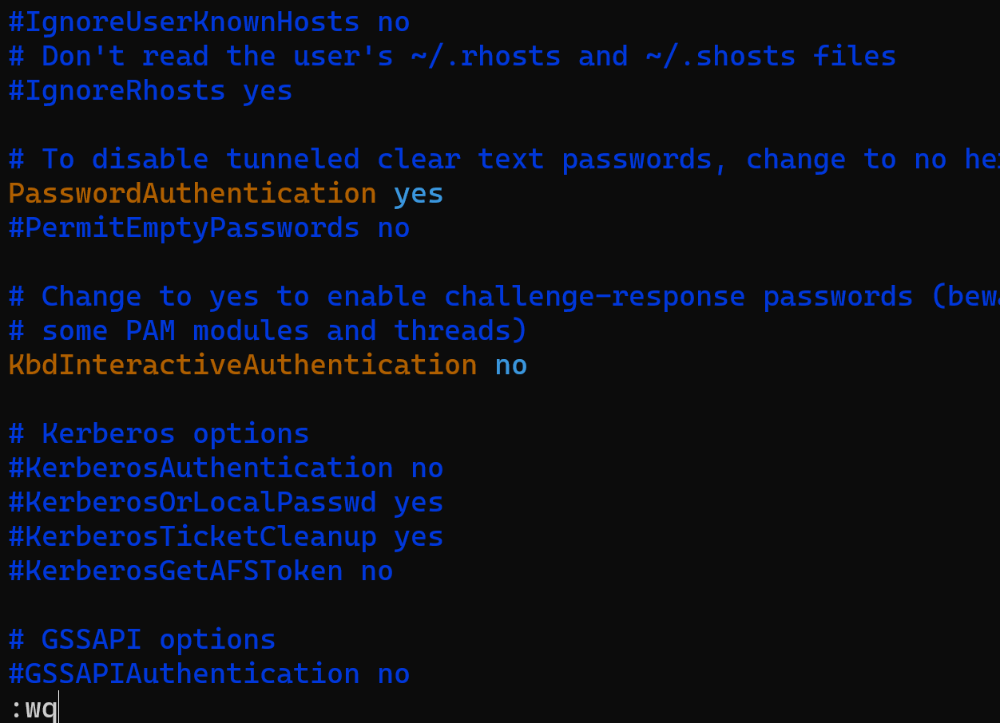 #IgnoreUserKnownHosts no
# Don't read the user's ~/.rhosts and ~/.shosts files
#IgnoreRhosts yes
# To disable tunneled clear text passwords, change to no
PasswordAuthentication yes
#PermitEmptyPasswords no
# Change to yes to enable challenge-response passwords
# some PAM modules and threads)
KbdInteractiveAuthentication no
# Kerberos options
#KerberosAuthentication no
#KerberosOrLocalPasswd yes
#KerberosTicketCleanup yes
#KerberosGetAFSToken no
# GSSAPI options
#GSSAPIAuthentication no
:wq